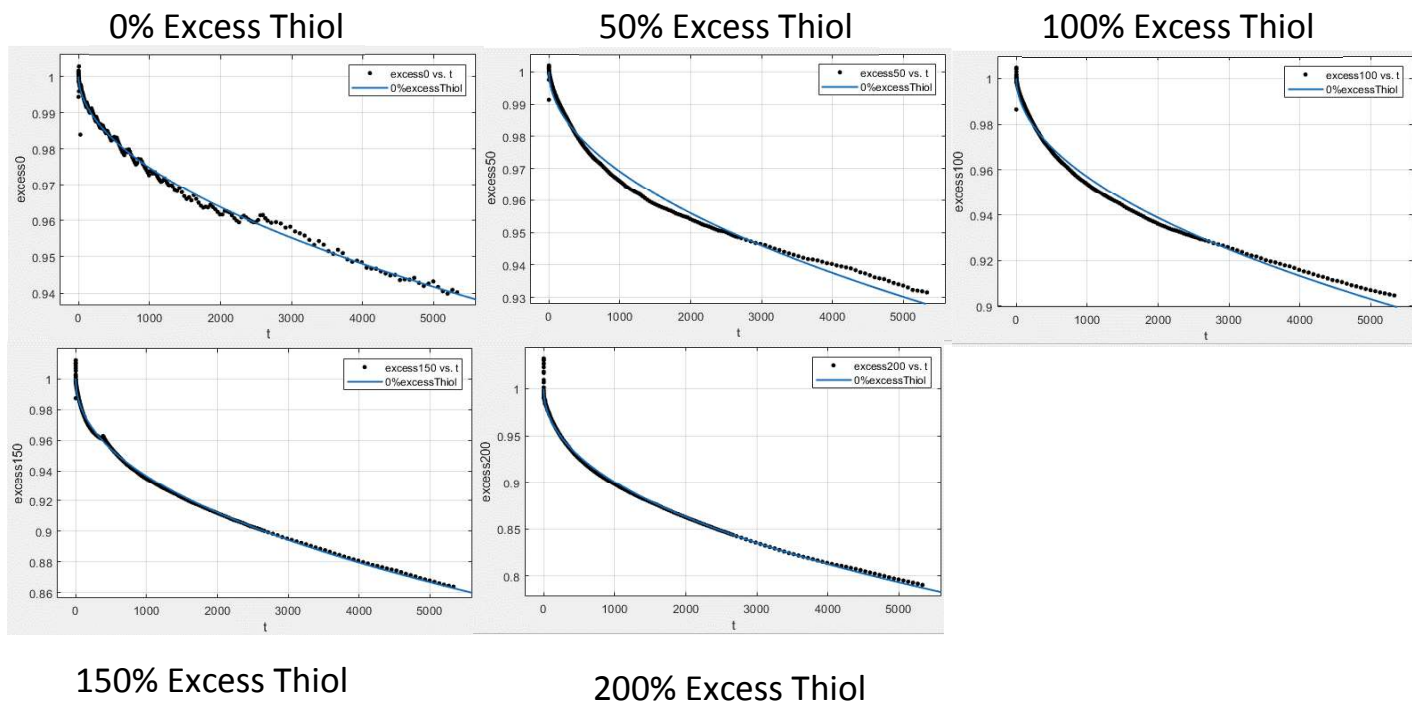 0% Excess Thiol
50% Excess Thiol
100% Excess Thiol
excess0 vs. t
0%excessThiol
1
0.99
0.98
0.97
0.96
0.95
0.94
excess0
0
1000
2000
3000
4000
5000
t
excess50 vs. t
0%excessThiol
1
0.99
0.98
0.97
0.96
0.95
0.94
0.93
excess50
0
1000
2000
3000
4000
5000
t
excess100 vs. t
0%excessThiol
1
0.98
0.96
0.94
0.92
0.9
excess100
0
1000
2000
3000
4000
5000
t
excess150 vs. t
0%excessThiol
1
0.98
0.96
0.94
0.92
0.9
0.88
0.86
excess150
0
1000
2000
3000
4000
5000
t
excess200 vs. t
0%excessThiol
1
0.95
0.9
0.85
0.8
excess200
0
1000
2000
3000
4000
5000
t
150% Excess Thiol
200% Excess Thiol